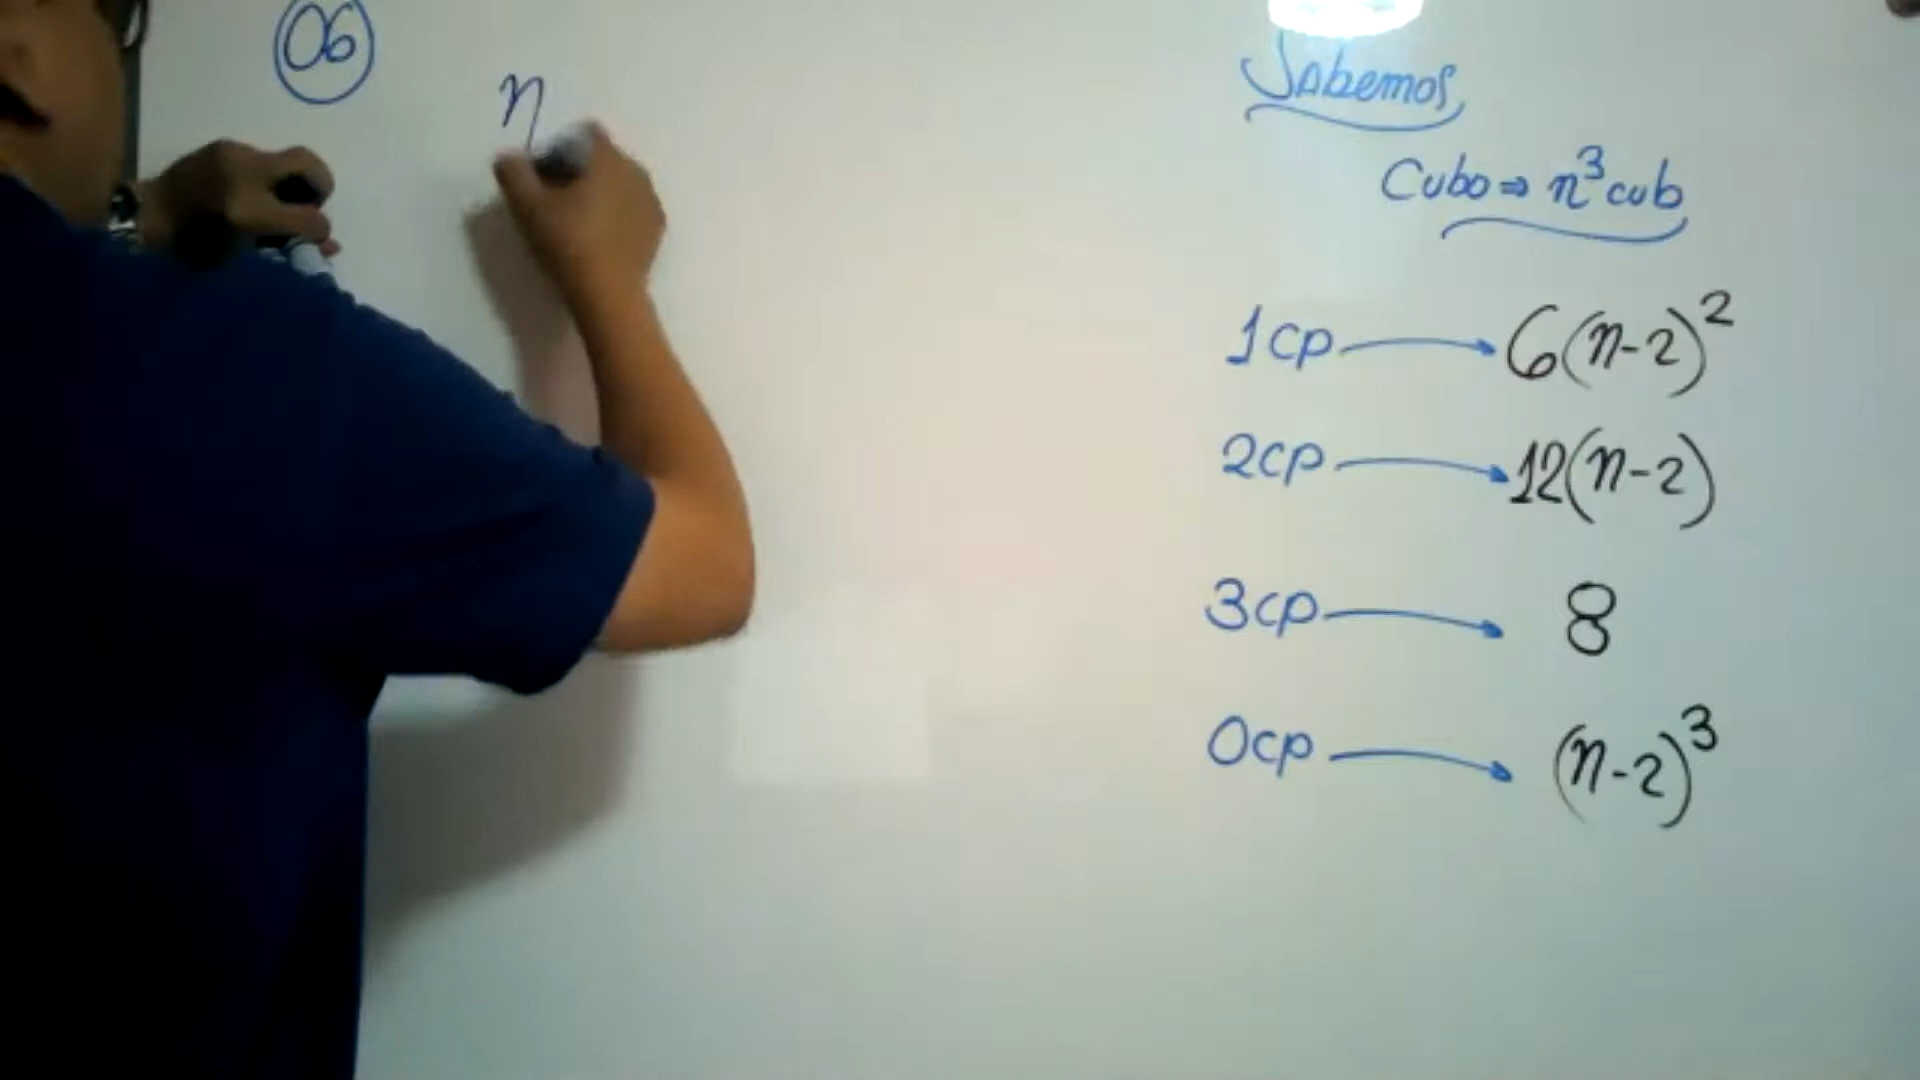 06
n
Sabemos
Cubo ⇒ n³ cub
1cp → 6(n-2)²
2cp → 12(n-2)
3cp → 8
0cp → (n-2)³